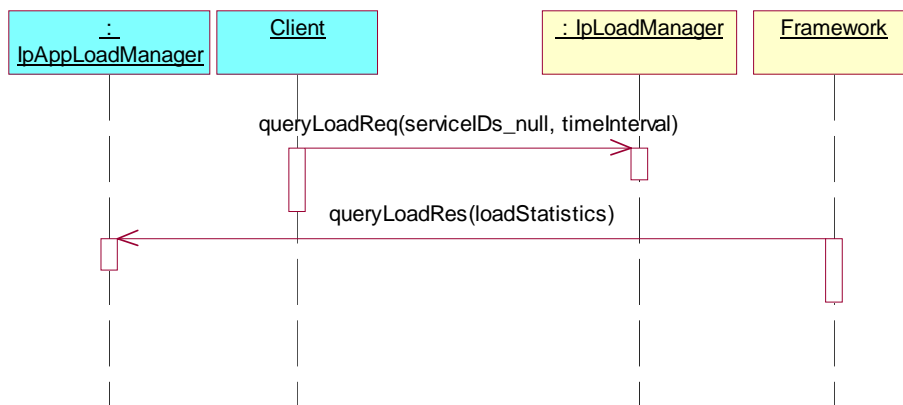 :
IpAppLoadManager
Client
: IpLoadManager
Framework
queryLoadReq(serviceIDs_null, timeInterval)
queryLoadRes(loadStatistics)